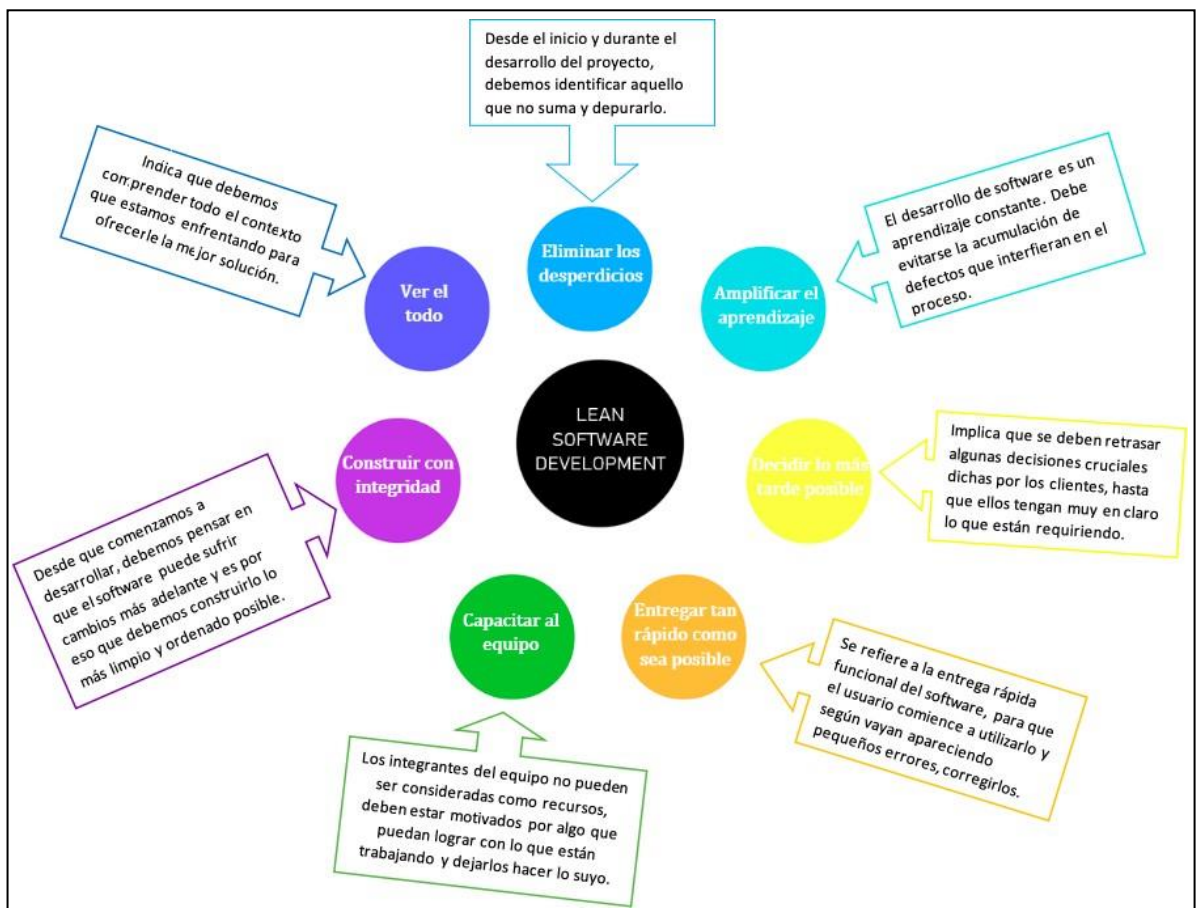 Desde el inicio y durante el
desarrollo del proyecto,
debemos identificar aquello
que no suma y depurarlo.
Eliminar los
desperdicios
El desarrollo de software es un
aprendizaje constante. Debe
evitarse la acumulación de
defectos que interfieran en el
proceso.
Amplificar el
aprendizaje
Implica que se deben retrasar
algunas decisiones cruciales
dichas por los clientes, hasta
que ellos tengan muy en claro
lo que están requiriendo.
Decidir lo más
tarde posible
Se refiere a la entrega rápida
funcional del software, para que
el usuario comience a utilizarlo y
según vayan apareciendo
pequeños errores, corregirlos.
Entregar tan
rápido como
sea posible
Los integrantes del equipo no pueden
ser consideradas como recursos,
deben estar motivados por algo que
puedan lograr con lo que están
trabajando y dejarlos hacer lo suyo.
Capacitar al
equipo
Desde que comenzamos a
desarrollar, debemos pensar en
que el software puede sufrir
cambios más adelante y es por
eso que debemos construirlo lo
más limpio y ordenado posible.
Construir con
integridad
Indica que debemos
comprender todo el contexto
que estamos enfrentando para
ofrecerle la mejor solución.
Ver el
todo
LEAN
SOFTWARE
DEVELOPMENT